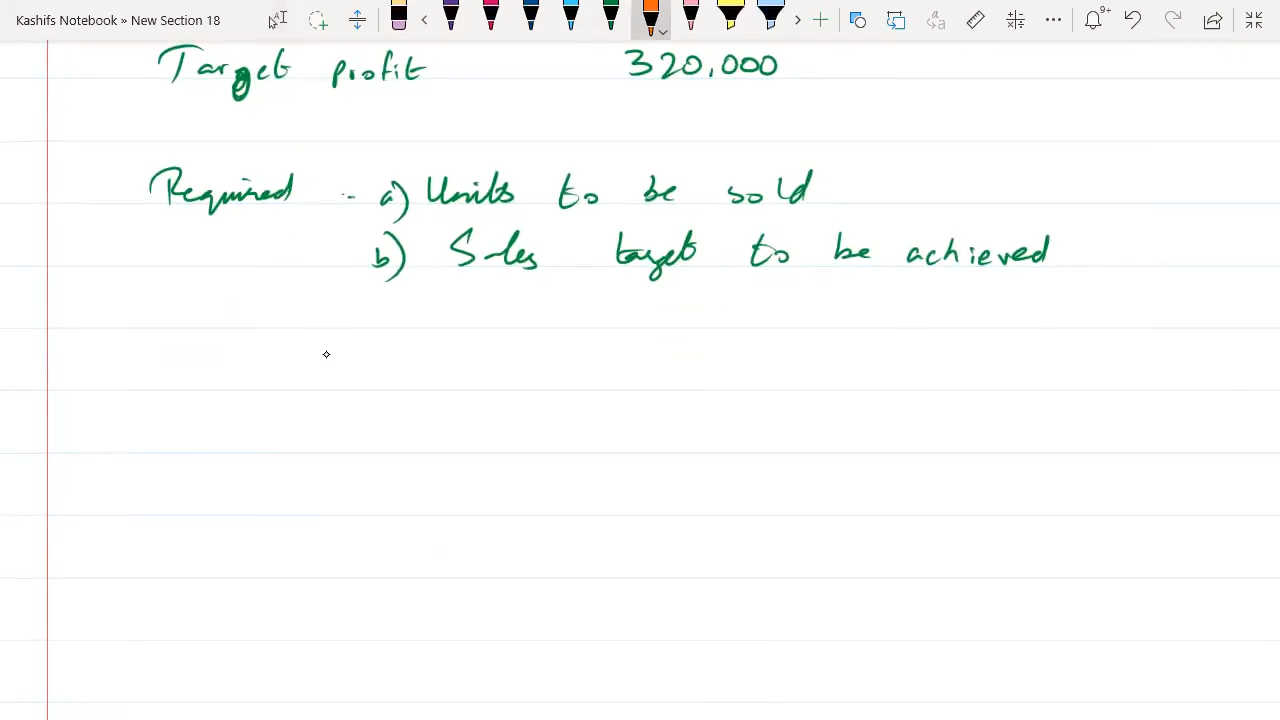 Kashifs Notebook » New Section 18
9+
Target profit 320,000
Required :- a) Units to be sold
b) Sales target to be achieved